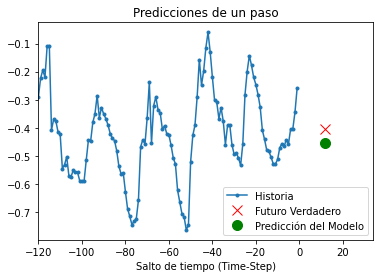 Predicciones de un paso
−0.1
−0.2
−0.3
−0.4
−0.5
−0.6
−0.7
Historia
Futuro Verdadero
Predicción del Modelo
−120 −100 −80 −60 −40 −20 0 20
Salto de tiempo (Time-Step)